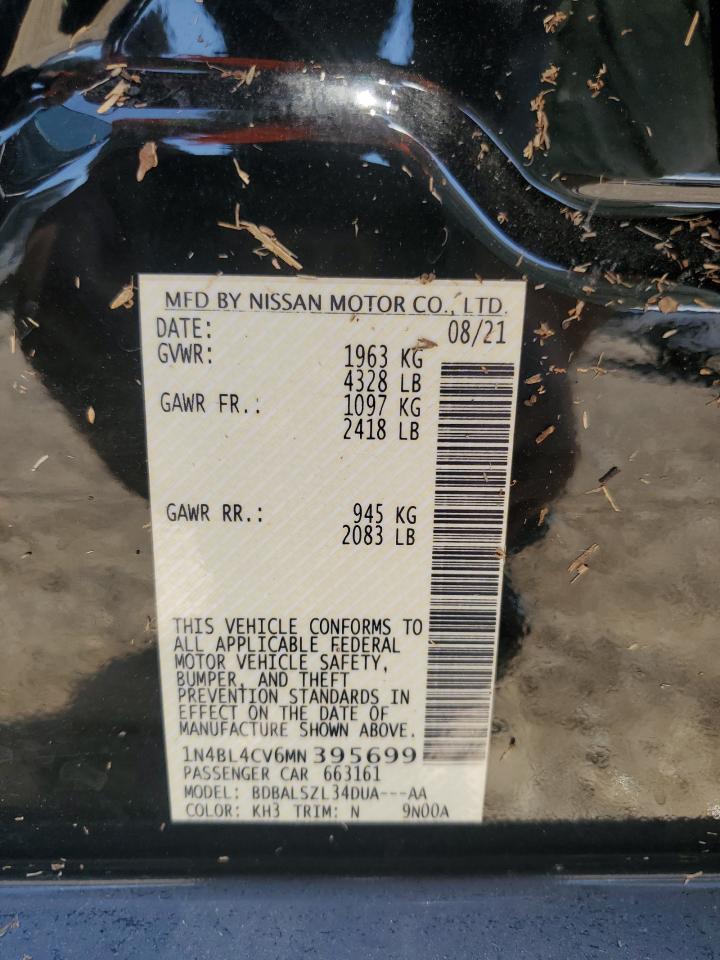 MFD BY NISSAN MOTOR CO., LTD.
DATE: 08/21
GVWR: 1963 KG
4328 LB
GAWR FR.: 1097 KG
2418 LB
GAWR RR.: 945 KG
2083 LB
THIS VEHICLE CONFORMS TO
ALL APPLICABLE FEDERAL
MOTOR VEHICLE SAFETY,
BUMPER, AND THEFT
PREVENTION STANDARDS IN
EFFECT ON THE DATE OF
MANUFACTURE SHOWN ABOVE.
1N4BL4CV6MN395699
PASSENGER CAR 663161
MODEL: BDBALSZL34DUA---AA
COLOR: KH3 TRIM: N 9N00A